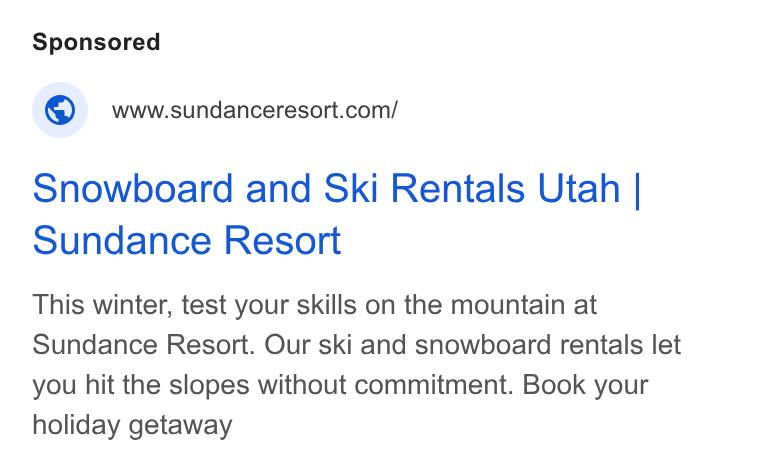 Sponsored
www.sundanceresort.com/
Snowboard and Ski Rentals Utah |
Sundance Resort
This winter, test your skills on the mountain at
Sundance Resort. Our ski and snowboard rentals let
you hit the slopes without commitment. Book your
holiday getaway